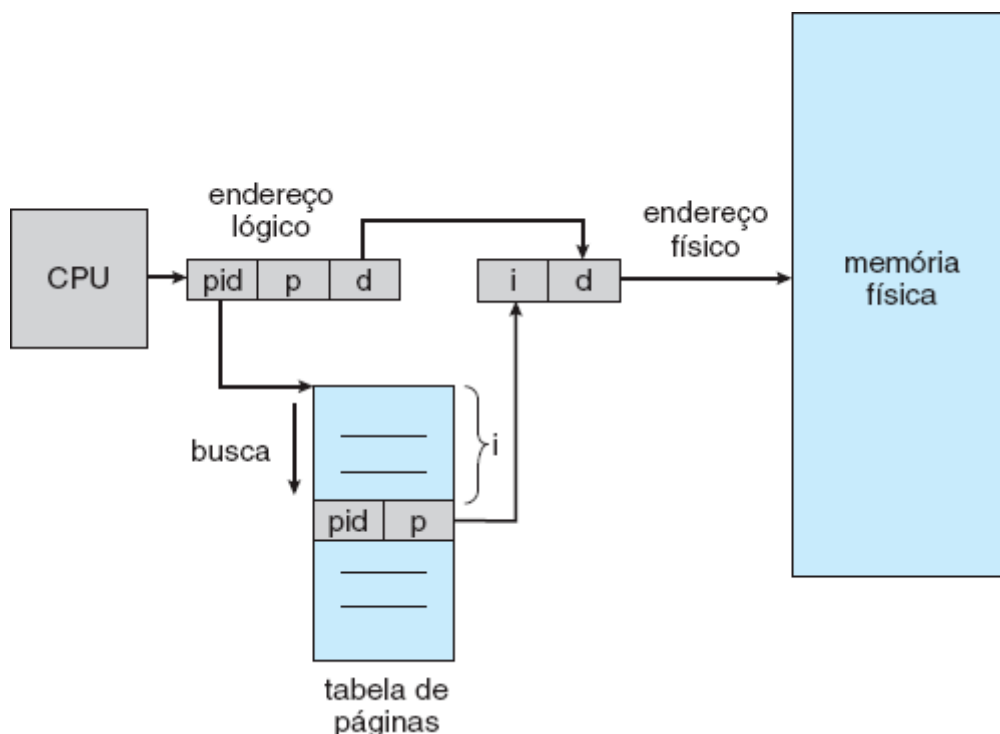 endereço
lógico
CPU
pid p d
i d
endereço
físico
memória
física
busca
i
pid p
tabela de
páginas